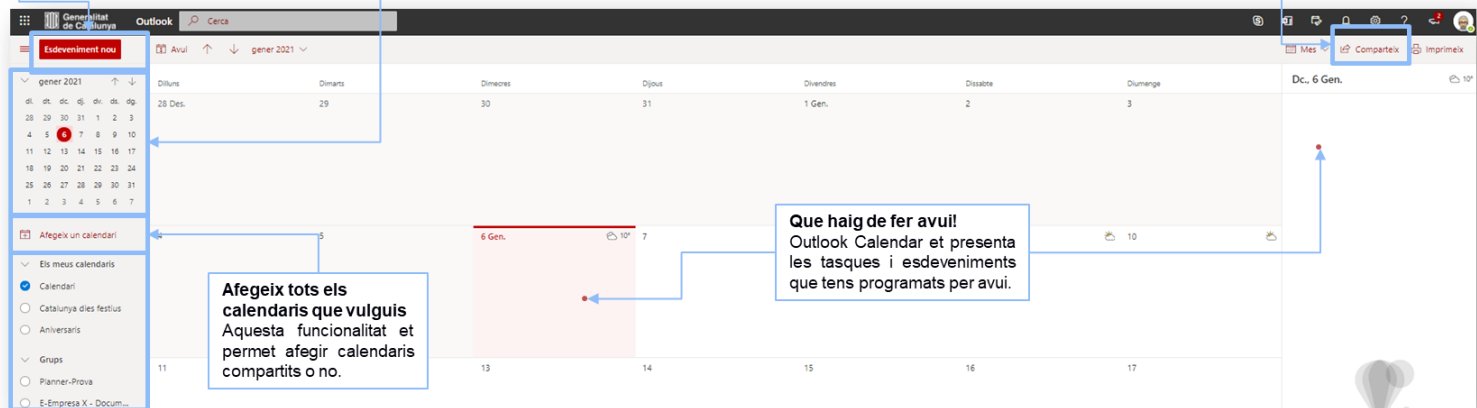 Generalitat
de Catalunya
Outlook
Cerca
Esdeveniment nou
Avui
gener 2021
Mes
Comparteix
Imprimeix
gener 2021
dl. dt. dc. dj. dv. ds. dg.
28 29 30 31 1 2 3
4 5 6 7 8 9 10
11 12 13 14 15 16 17
18 19 20 21 22 23 24
25 26 27 28 29 30 31
1 2 3 4 5 6 7
Afegeix un calendari
Els meus calendaris
Calendari
Catalunya dies festius
Aniversaris
Grups
Planner-Prova
E-Empresa X - Docum...
Dilluns Dimarts Dimecres Dijous Divendres Dissabte Diumenge
28 Des. 29 30 31 1 Gen. 2 3
5 6 Gen. 10° 7 10
11 13 14 15 16 17
Afegeix tots els
calendaris que vulguis
Aquesta funcionalitat et
permet afegir calendaris
compartits o no.
Que haig de fer avui!
Outlook Calendar et presenta
les tasques i esdeveniments
que tens programats per avui.
Dc., 6 Gen. 10°